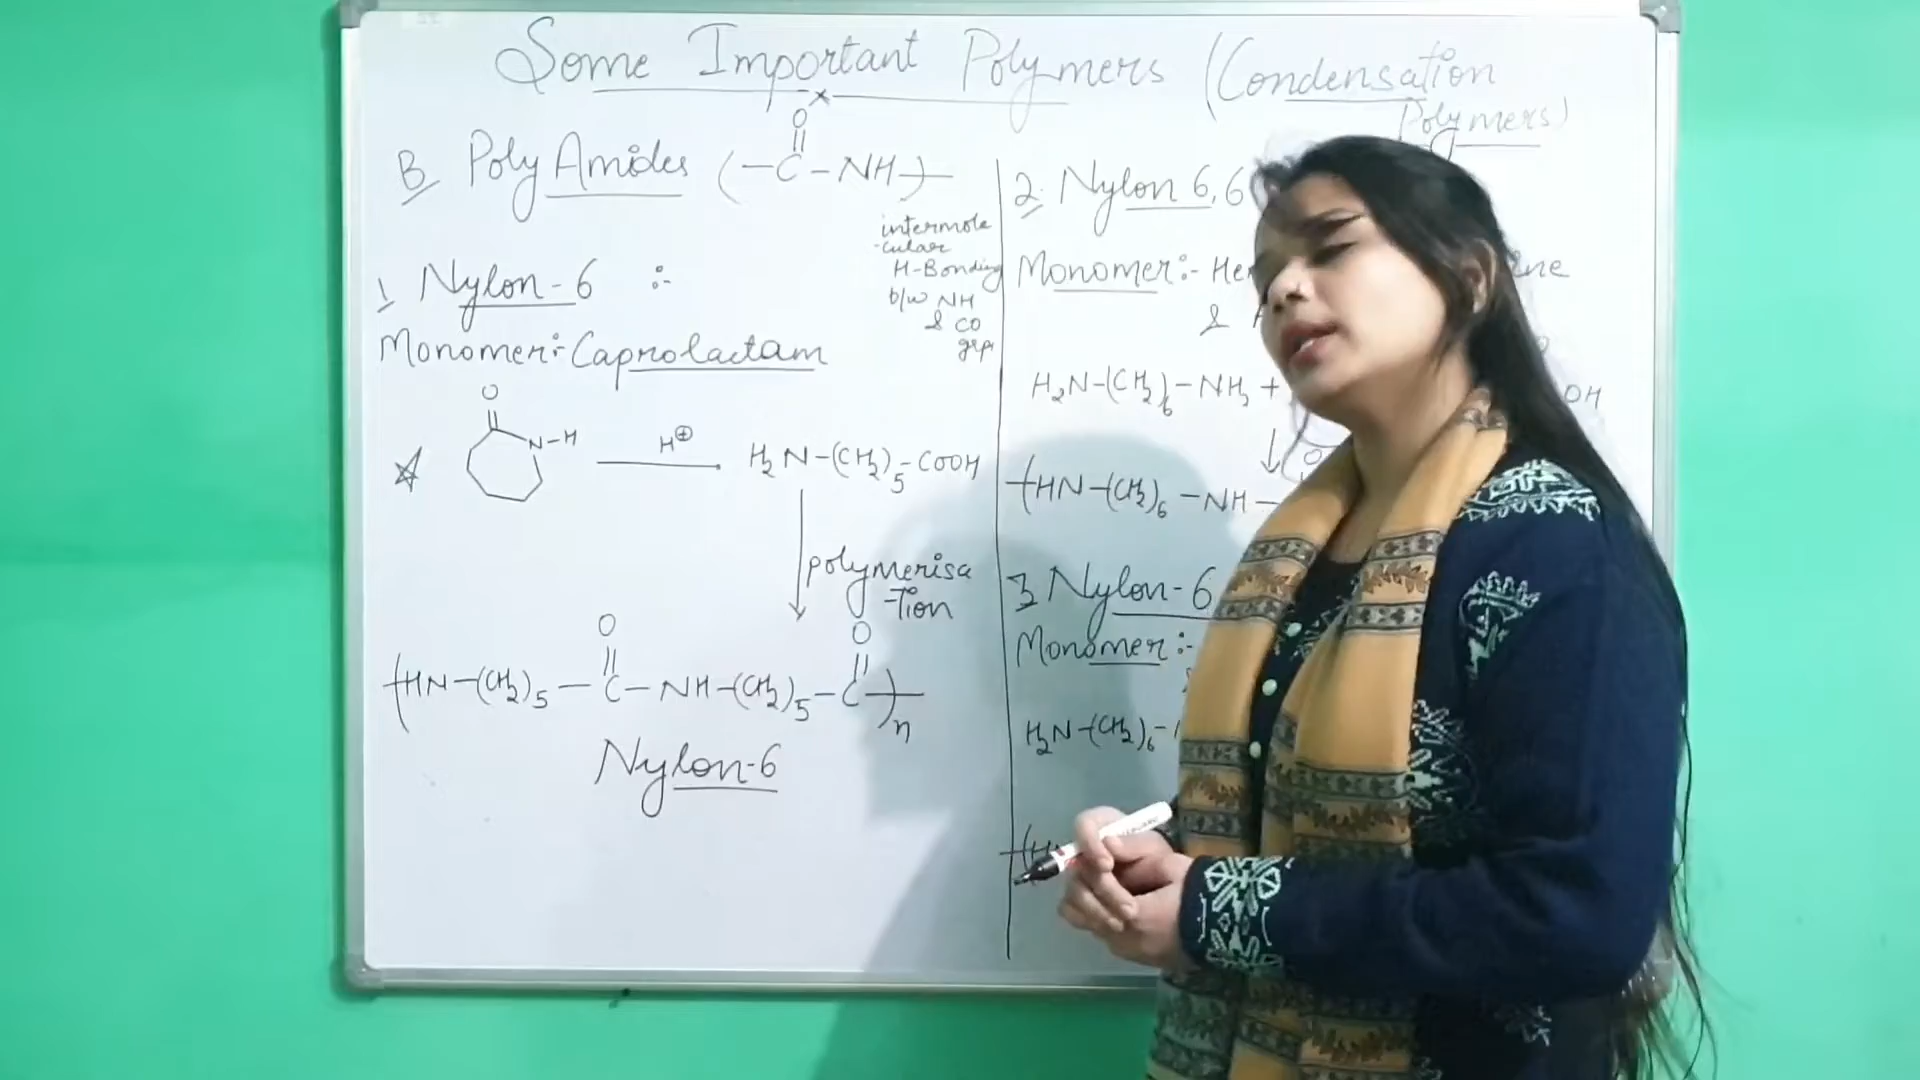 Some Important Polymers (Condensation
Polymers)
B Poly Amides (-C-NH-)
O
intermole
-cular
H-Bonding
b/w NH
& CO
grp
1 Nylon-6 :-
Monomer:- Caprolactam
O
N-H
H⊕
H₂N-(CH₂)₅-COOH
polymerisa
-tion
O O
(HN-(CH₂)₅-C-NH-(CH₂)₅-C)n
Nylon-6
2. Nylon 6,6
Monomer:-
&
H₂N-(CH₂)₆-NH₂ +
OH
(HN-(CH₂)₆-NH-
3 Nylon-6
Monomer:-
H₂N-(CH₂)₆-